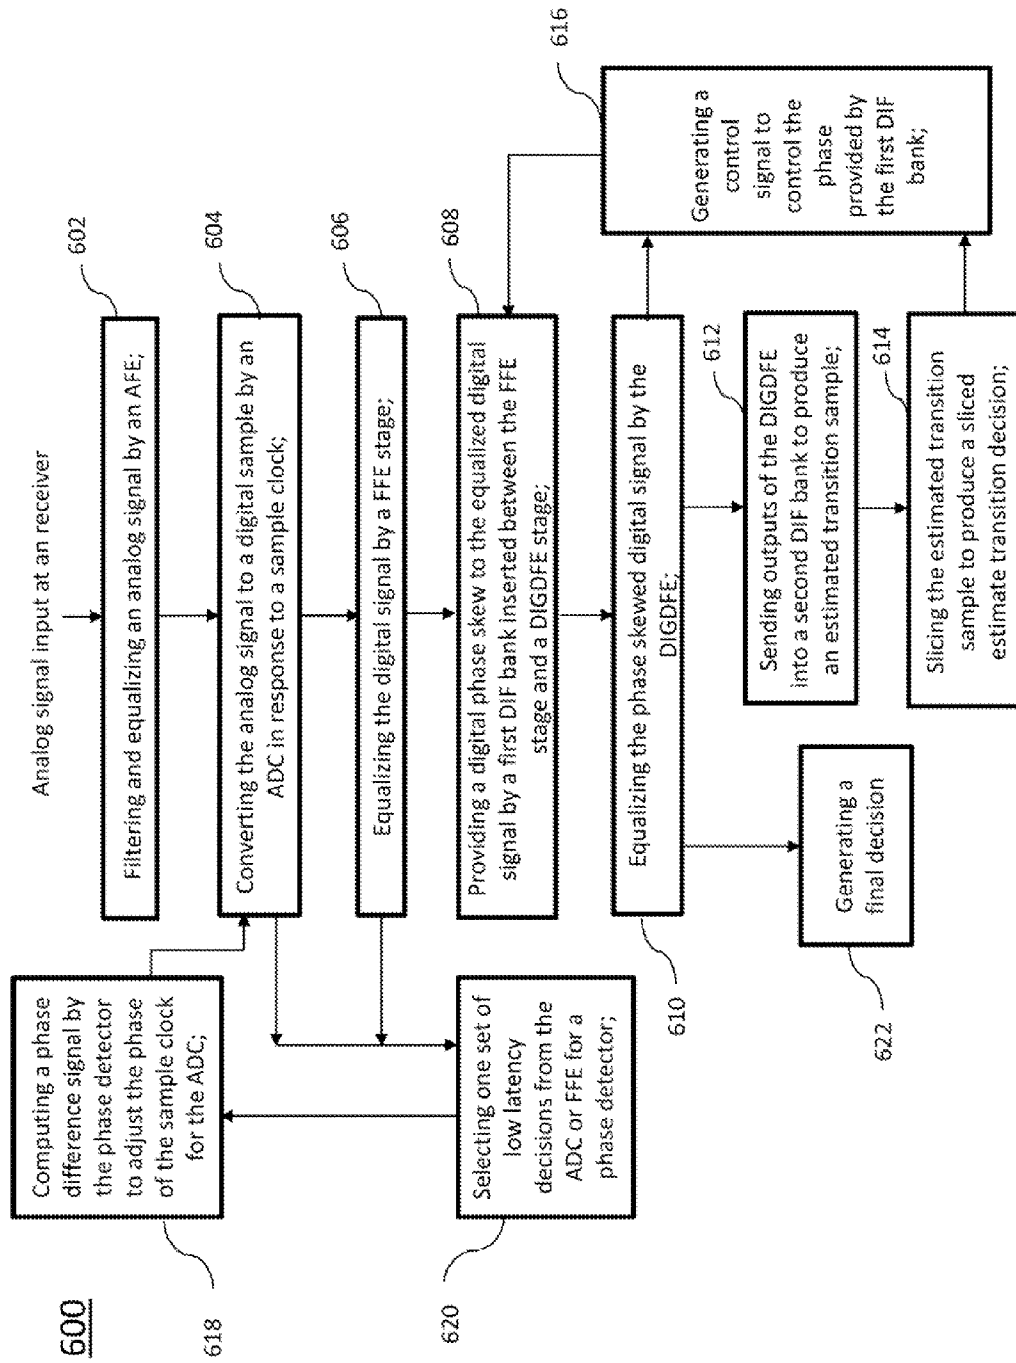 600
Analog signal input at an receiver
602
Filtering and equalizing an analog signal by an AFE;
604
Converting the analog signal to a digital sample by an
ADC in response to a sample clock;
606
Equalizing the digital signal by a FFE stage;
608
Providing a digital phase skew to the equalized digital
signal by a first DIF bank inserted between the FFE
stage and a DIGDFE stage;
610
Equalizing the phase skewed digital signal by the
DIGDFE;
612
Sending outputs of the DIGDFE
into a second DIF bank to produce
an estimated transition sample;
614
Slicing the estimated transition
sample to produce a sliced
estimate transition decision;
616
Generating a
control
signal to
control the
phase
provided by
the first DIF
bank;
618
Computing a phase
difference signal by
the phase detector
to adjust the phase
of the sample clock
for the ADC;
620
Selecting one set of
low latency
decisions from the
ADC or FFE for a
phase detector;
622
Generating a
final decision